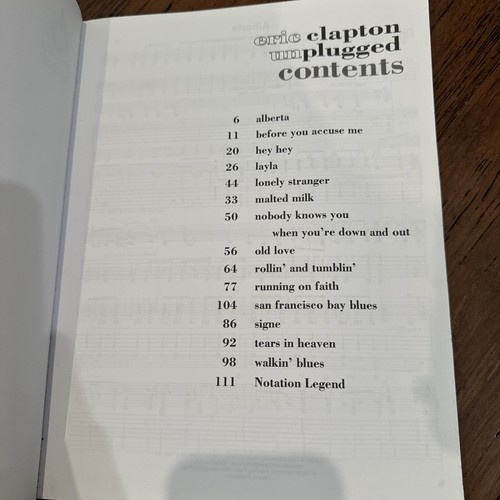 eric clapton
unplugged
contents
6 alberta
11 before you accuse me
20 hey hey
26 layla
44 lonely stranger
33 malted milk
50 nobody knows you
when you're down and out
56 old love
64 rollin' and tumblin'
77 running on faith
104 san francisco bay blues
86 signe
92 tears in heaven
98 walkin' blues
111 Notation Legend